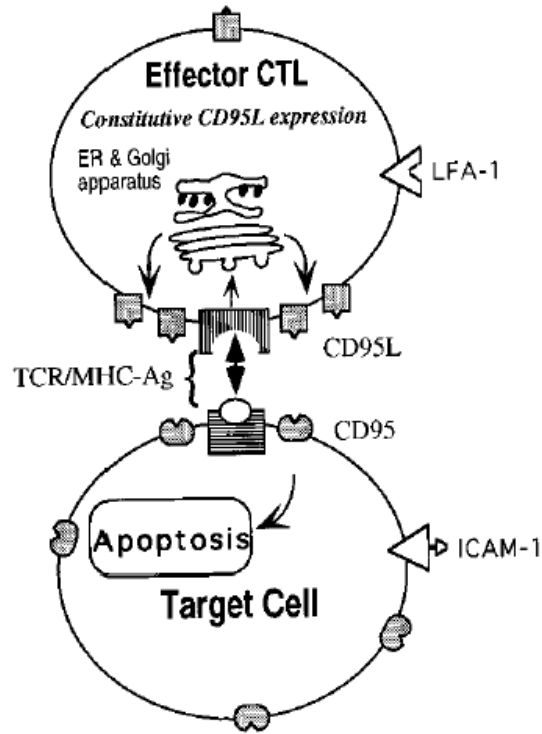 Effector CTL
Constitutive CD95L expression
ER & Golgi
apparatus
LFA-1
CD95L
TCR/MHC-Ag
CD95
Apoptosis
ICAM-1
Target Cell